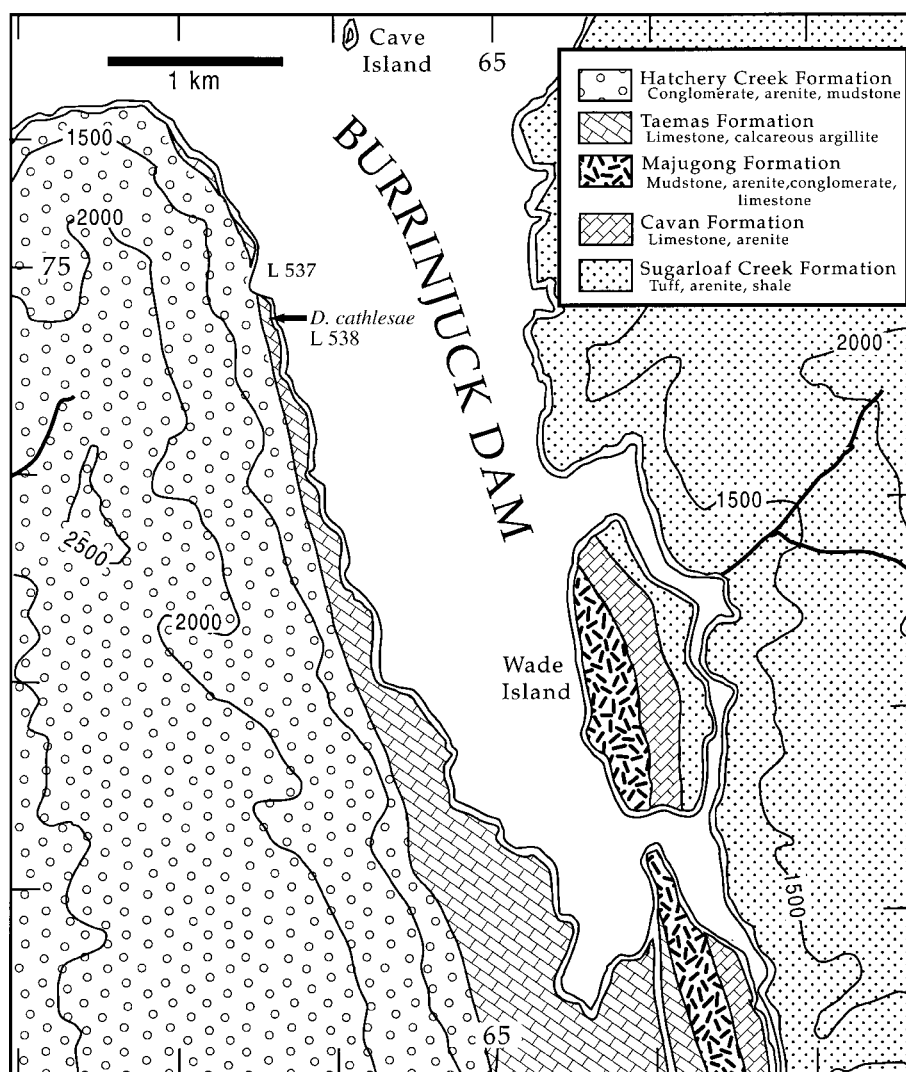 Cave
Island
65
1 km
Hatchery Creek Formation
Conglomerate, arenite, mudstone
Taemas Formation
Limestone, calcareous argillite
Majugong Formation
Mudstone, arenite,conglomerate,
limestone
Cavan Formation
Limestone, arenite
Sugarloaf Creek Formation
Tuff, arenite, shale
BURRINJUCK DAM
1500
2000
75
L 537
D. cathlesae
L 538
2000
1500
2500
2000
Wade
Island
1500
65